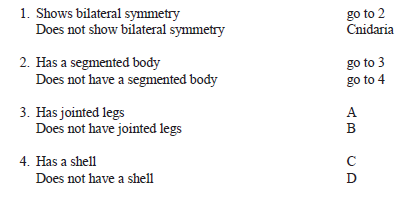 1. Shows bilateral symmetry go to 2
Does not show bilateral symmetry Cnidaria
2. Has a segmented body go to 3
Does not have a segmented body go to 4
3. Has jointed legs A
Does not have jointed legs B
4. Has a shell C
Does not have a shell D